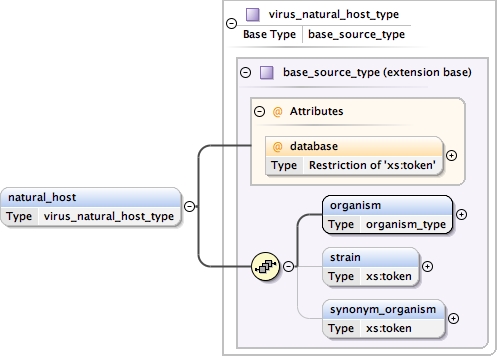 virus_natural_host_type
Base Type base_source_type
base_source_type (extension base)
@ Attributes
@ database
Type Restriction of 'xs:token'
natural_host
Type virus_natural_host_type
organism
Type organism_type
strain
Type xs:token
synonym_organism
Type xs:token